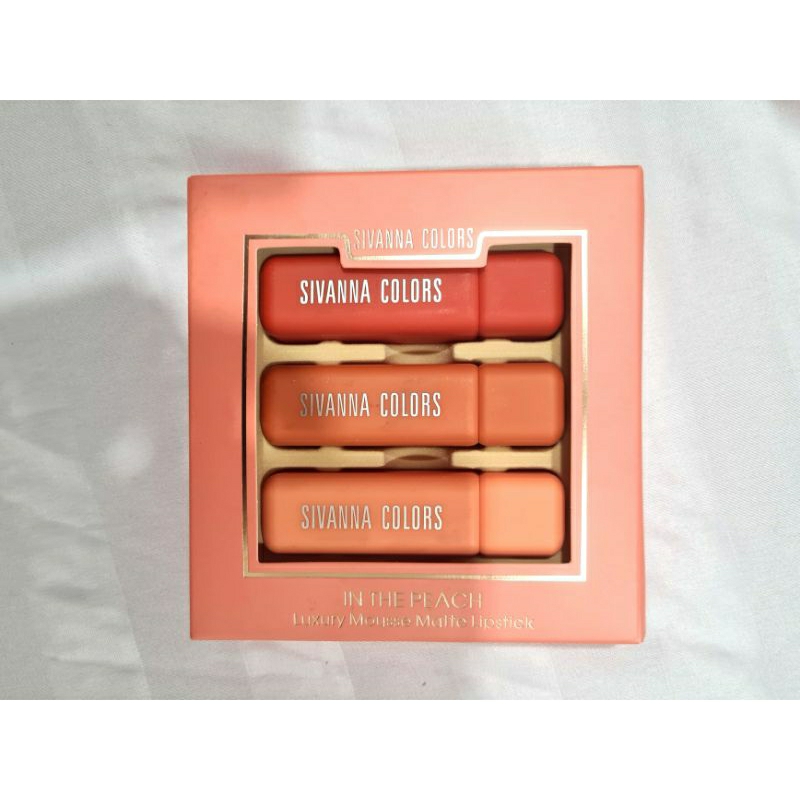 SIVANNA COLORS
SIVANNA COLORS
SIVANNA COLORS
SIVANNA COLORS
IN THE PEACH
Luxury Mousse Matte Lipstick